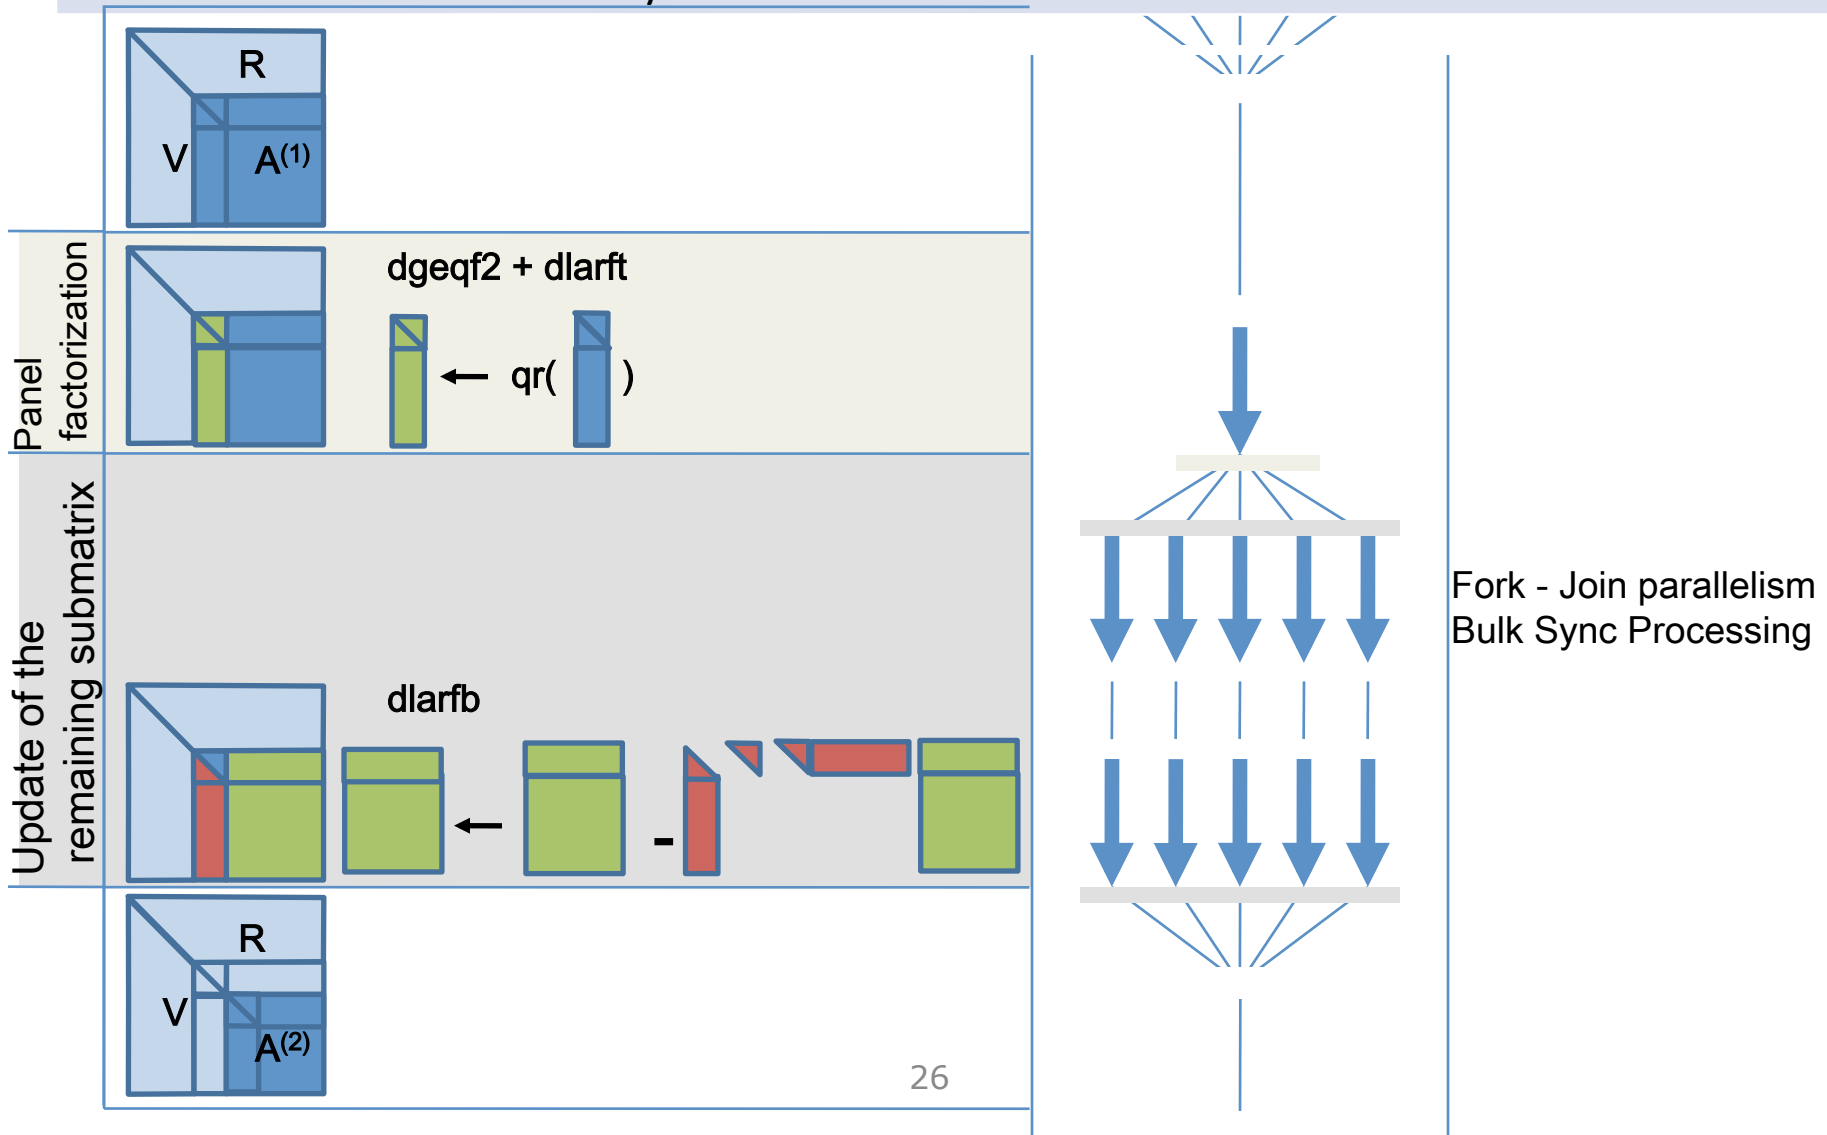 R
V
A(1)
Panel
factorization
dgeqf2 + dlarft
qr( )
Update of the
remaining submatrix
dlarfb
-
Fork - Join parallelism
Bulk Sync Processing
R
V
A(2)
26